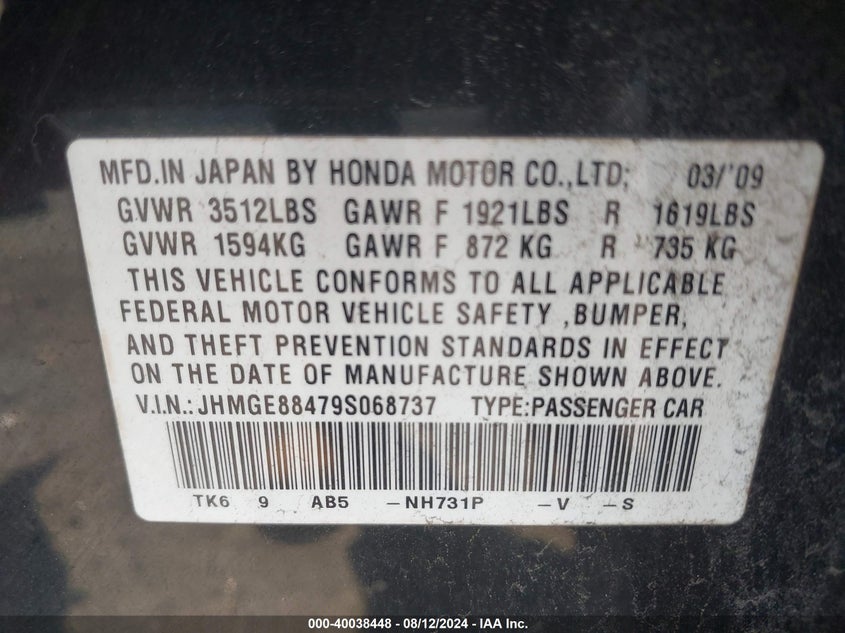 MFD.IN JAPAN BY HONDA MOTOR CO.,LTD; 03/'09
GVWR 3512LBS GAWR F 1921LBS R 1619LBS
GVWR 1594KG GAWR F 872 KG R 735 KG
THIS VEHICLE CONFORMS TO ALL APPLICABLE
FEDERAL MOTOR VEHICLE SAFETY ,BUMPER,
AND THEFT PREVENTION STANDARDS IN EFFECT
ON THE DATE OF MANUFACTURE SHOWN ABOVE.
V.I.N.: JHMGE88479S068737 TYPE:PASSENGER CAR
TK6 9 AB5 -NH731P -V -S
000-40038448 - 08/12/2024 - IAA Inc.